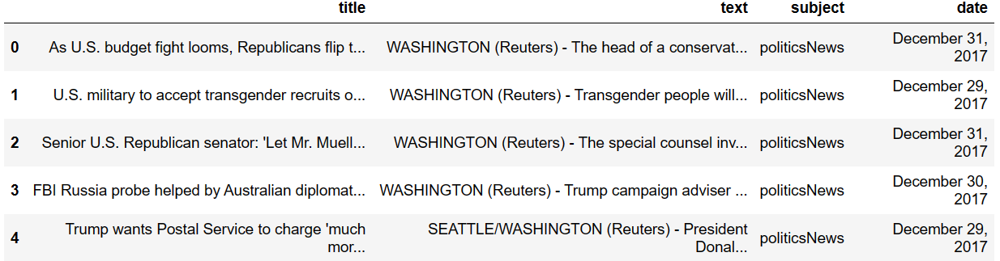 title text subject date
0 As U.S. budget fight looms, Republicans flip t... WASHINGTON (Reuters) - The head of a conservat... politicsNews December 31, 2017
1 U.S. military to accept transgender recruits o... WASHINGTON (Reuters) - Transgender people will... politicsNews December 29, 2017
2 Senior U.S. Republican senator: 'Let Mr. Muell... WASHINGTON (Reuters) - The special counsel inv... politicsNews December 31, 2017
3 FBI Russia probe helped by Australian diplomat... WASHINGTON (Reuters) - Trump campaign adviser ... politicsNews December 30, 2017
4 Trump wants Postal Service to charge 'much mor... SEATTLE/WASHINGTON (Reuters) - President Donal... politicsNews December 29, 2017